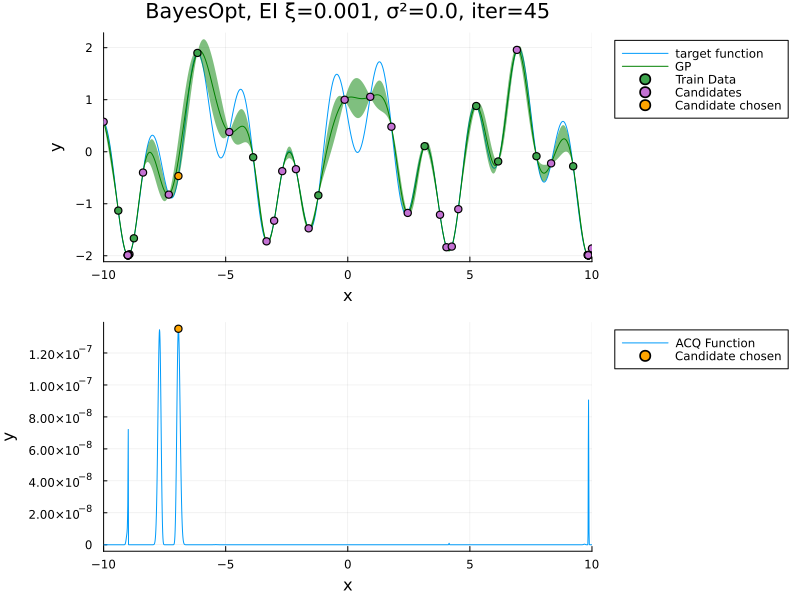 BayesOpt, EI ξ=0.001, σ²=0.0, iter=45
2
1
0
−1
−2
y
−10
−5
0
5
10
x
target function
GP
Train Data
Candidates
Candidate chosen
1.20×10⁻⁷
1.00×10⁻⁷
8.00×10⁻⁸
6.00×10⁻⁸
4.00×10⁻⁸
2.00×10⁻⁸
0
y
−10
−5
0
5
10
x
ACQ Function
Candidate chosen